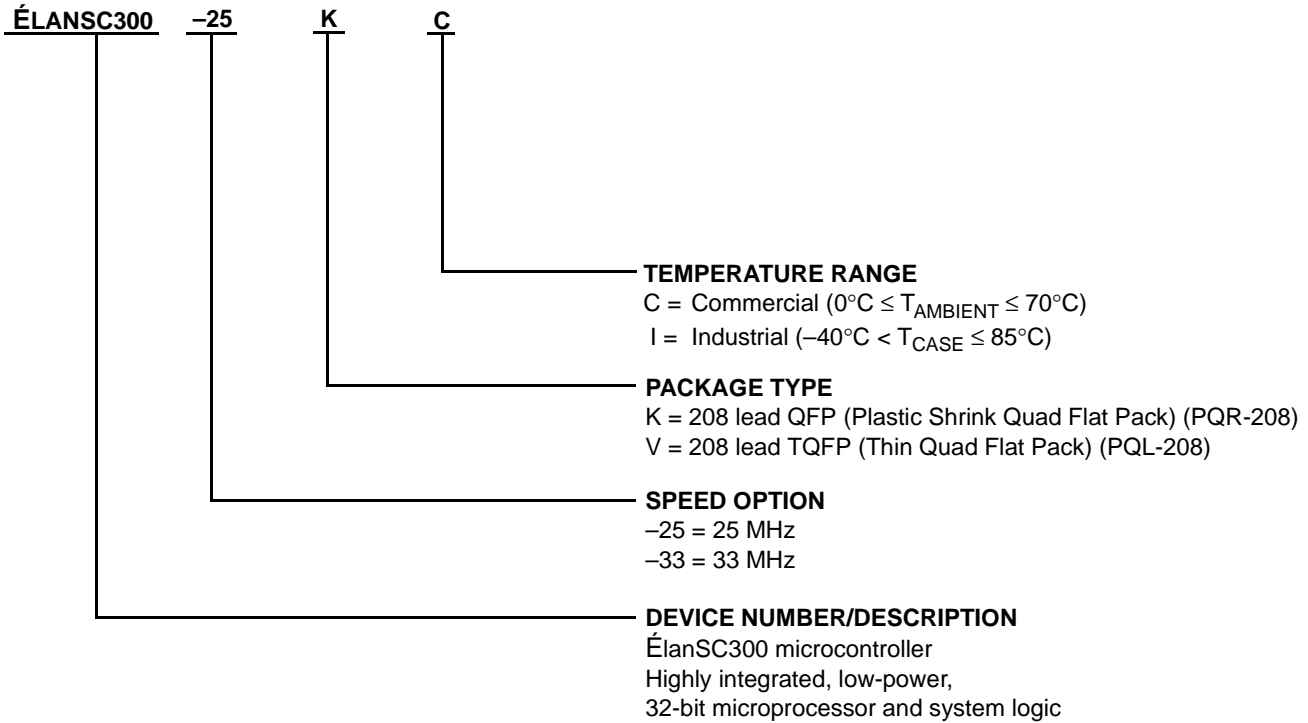 ÉLANSC300 –25 K C
TEMPERATURE RANGE
C = Commercial (0°C ≤ TAMBIENT ≤ 70°C)
I = Industrial (–40°C < TCASE ≤ 85°C)
PACKAGE TYPE
K = 208 lead QFP (Plastic Shrink Quad Flat Pack) (PQR-208)
V = 208 lead TQFP (Thin Quad Flat Pack) (PQL-208)
SPEED OPTION
–25 = 25 MHz
–33 = 33 MHz
DEVICE NUMBER/DESCRIPTION
ÉlanSC300 microcontroller
Highly integrated, low-power,
32-bit microprocessor and system logic